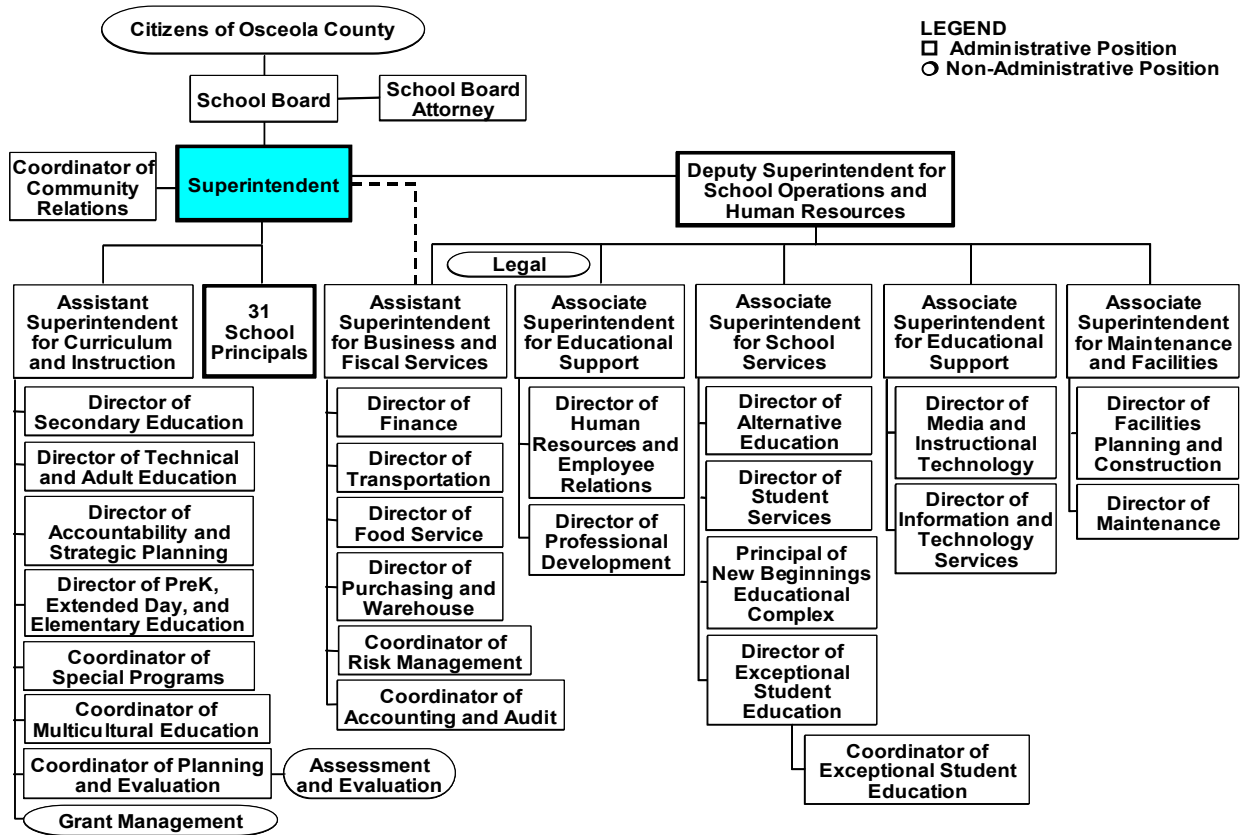 Citizens of Osceola County
LEGEND
Administrative Position
Non-Administrative Position
School Board
School Board
Attorney
Coordinator of
Community
Relations
Superintendent
Deputy Superintendent for
School Operations and
Human Resources
Legal
Assistant
Superintendent
for Curriculum
and Instruction
31
School
Principals
Assistant
Superintendent
for Business and
Fiscal Services
Associate
Superintendent
for Educational
Support
Associate
Superintendent
for School
Services
Associate
Superintendent
for Educational
Support
Associate
Superintendent
for Maintenance
and Facilities
Director of
Secondary Education
Director of Technical
and Adult Education
Director of
Accountability and
Strategic Planning
Director of PreK,
Extended Day, and
Elementary Education
Coordinator of
Special Programs
Coordinator of
Multicultural Education
Coordinator of Planning
and Evaluation
Assessment
and Evaluation
Grant Management
Director of
Finance
Director of
Transportation
Director of
Food Service
Director of
Purchasing and
Warehouse
Coordinator of
Risk Management
Coordinator of
Accounting and Audit
Director of
Human
Resources and
Employee
Relations
Director of
Professional
Development
Director of
Alternative
Education
Director of
Student
Services
Principal of
New Beginnings
Educational
Complex
Director of
Exceptional
Student
Education
Coordinator of
Exceptional Student
Education
Director of
Media and
Instructional
Technology
Director of
Information and
Technology
Services
Director of
Facilities
Planning and
Construction
Director of
Maintenance